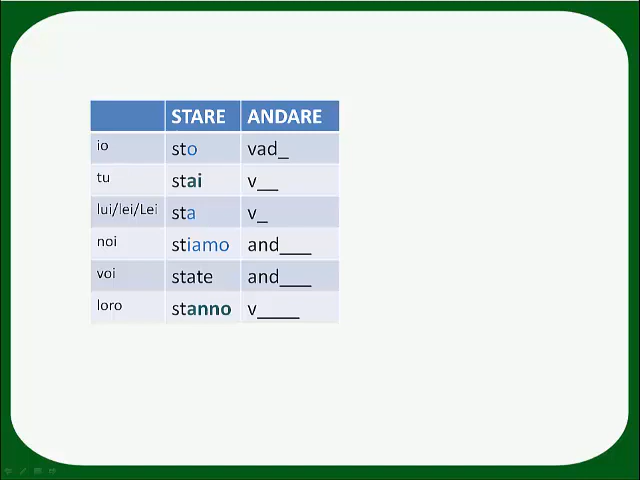 STARE ANDARE
io sto vad_
tu stai v__
lui/lei/Lei sta v_
noi stiamo and___
voi state and___
loro stanno v____